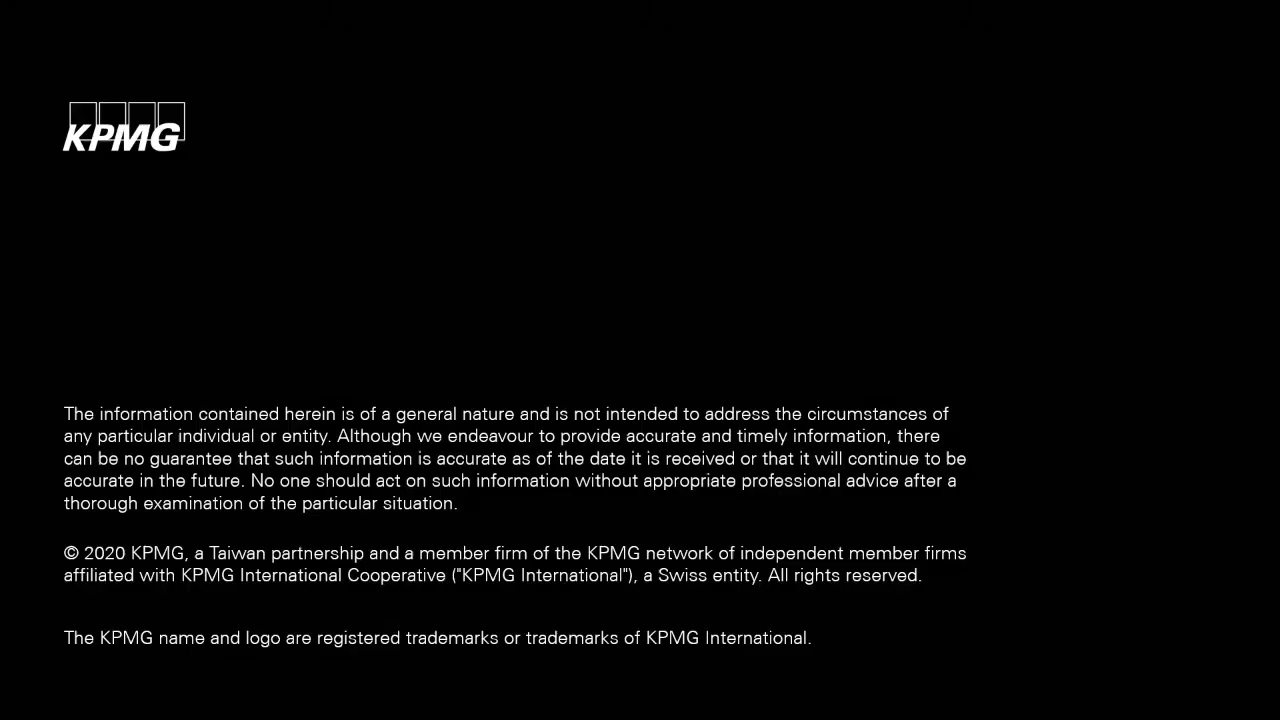 KPMG
The information contained herein is of a general nature and is not intended to address the circumstances of
any particular individual or entity. Although we endeavour to provide accurate and timely information, there
can be no guarantee that such information is accurate as of the date it is received or that it will continue to be
accurate in the future. No one should act on such information without appropriate professional advice after a
thorough examination of the particular situation.
© 2020 KPMG, a Taiwan partnership and a member firm of the KPMG network of independent member firms
affiliated with KPMG International Cooperative ("KPMG International"), a Swiss entity. All rights reserved.
The KPMG name and logo are registered trademarks or trademarks of KPMG International.